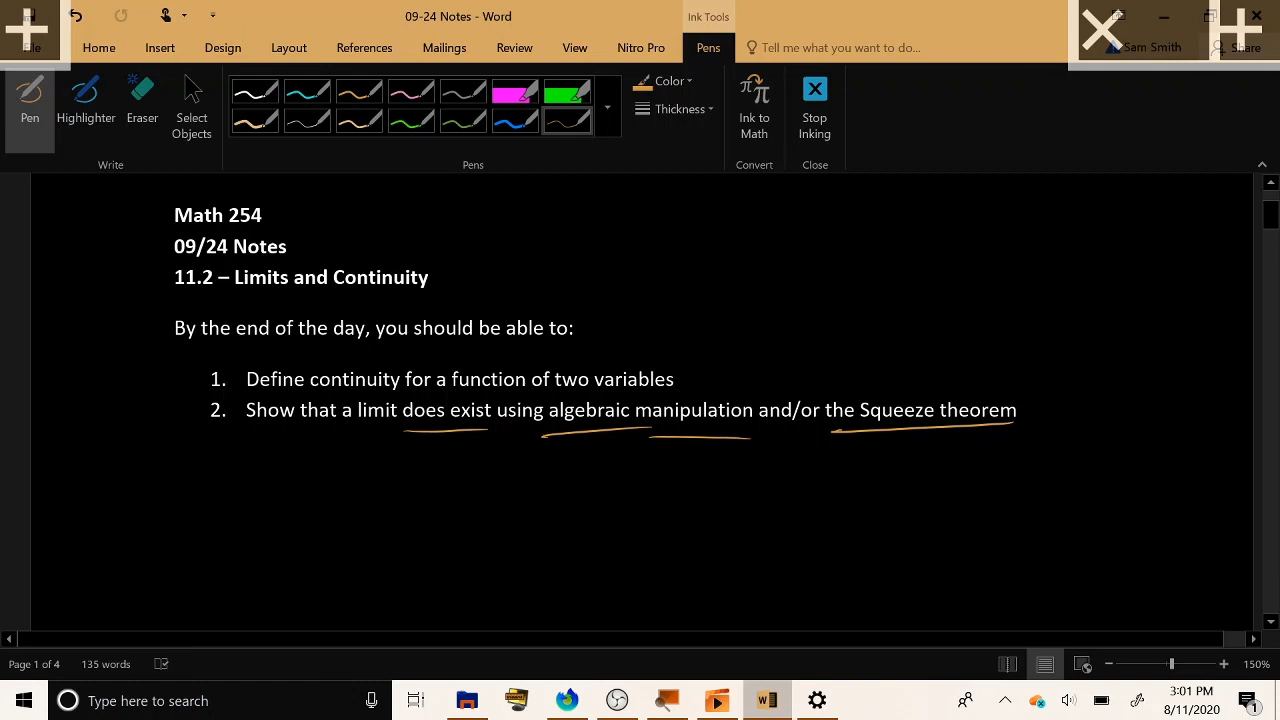 09-24 Notes - Word
Ink Tools
File Home Insert Design Layout References Mailings Review View Nitro Pro Pens Tell me what you want to do... Sam Smith Share
Pen Highlighter Eraser Select Objects
Color
Thickness
Ink to Math
Stop Inking
Write Pens Convert Close
Math 254
09/24 Notes
11.2 – Limits and Continuity
By the end of the day, you should be able to:
1. Define continuity for a function of two variables
2. Show that a limit does exist using algebraic manipulation and/or the Squeeze theorem
Page 1 of 4 135 words 150%
Type here to search
3:01 PM
8/11/2020
1